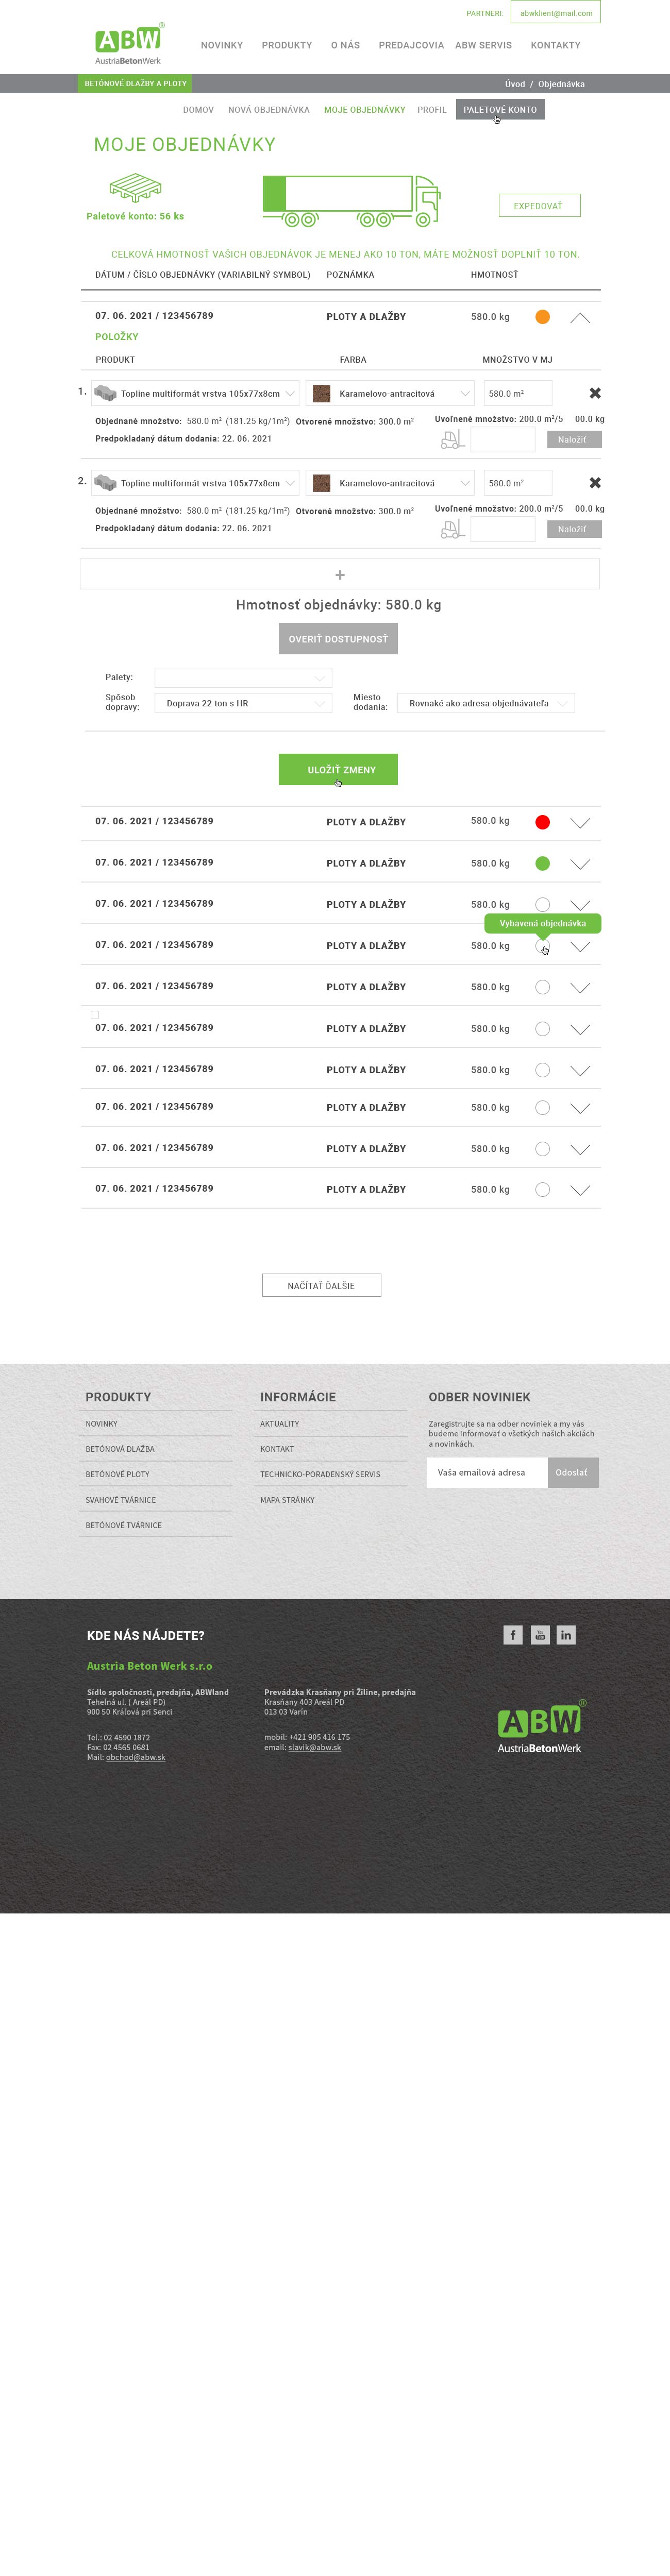 PARTNERI: abwklient@mail.com
ABW®
AustriaBetonWerk
NOVINKY PRODUKTY O NÁS PREDAJCOVIA ABW SERVIS KONTAKTY
BETÓNOVÉ DLAŽBY A PLOTY
Úvod / Objednávka
DOMOV NOVÁ OBJEDNÁVKA MOJE OBJEDNÁVKY PROFIL PALETOVÉ KONTO
MOJE OBJEDNÁVKY
Paletové konto: 56 ks
EXPEDOVAŤ
CELKOVÁ HMOTNOSŤ VAŠICH OBJEDNÁVOK JE MENEJ AKO 10 TON, MÁTE MOŽNOSŤ DOPLNIŤ 10 TON.
DÁTUM / ČÍSLO OBJEDNÁVKY (VARIABILNÝ SYMBOL) POZNÁMKA HMOTNOSŤ
07. 06. 2021 / 123456789 PLOTY A DLAŽBY 580.0 kg
POLOŽKY
PRODUKT FARBA MNOŽSTVO V MJ
1. Topline multiformát vrstva 105x77x8cm Karamelovo-antracitová 580.0 m²
Objednané množstvo: 580.0 m² (181.25 kg/1m²) Otvorené množstvo: 300.0 m² Uvoľnené množstvo: 200.0 m²/5 00.0 kg
Predpokladaný dátum dodania: 22. 06. 2021 Naložiť
2. Topline multiformát vrstva 105x77x8cm Karamelovo-antracitová 580.0 m²
Objednané množstvo: 580.0 m² (181.25 kg/1m²) Otvorené množstvo: 300.0 m² Uvoľnené množstvo: 200.0 m²/5 00.0 kg
Predpokladaný dátum dodania: 22. 06. 2021 Naložiť
+
Hmotnosť objednávky: 580.0 kg
OVERIŤ DOSTUPNOSŤ
Palety:
Spôsob dopravy: Doprava 22 ton s HR Miesto dodania: Rovnaké ako adresa objednávateľa
ULOŽIŤ ZMENY
07. 06. 2021 / 123456789 PLOTY A DLAŽBY 580.0 kg
07. 06. 2021 / 123456789 PLOTY A DLAŽBY 580.0 kg
07. 06. 2021 / 123456789 PLOTY A DLAŽBY 580.0 kg
Vybavená objednávka
07. 06. 2021 / 123456789 PLOTY A DLAŽBY 580.0 kg
07. 06. 2021 / 123456789 PLOTY A DLAŽBY 580.0 kg
07. 06. 2021 / 123456789 PLOTY A DLAŽBY 580.0 kg
07. 06. 2021 / 123456789 PLOTY A DLAŽBY 580.0 kg
07. 06. 2021 / 123456789 PLOTY A DLAŽBY 580.0 kg
07. 06. 2021 / 123456789 PLOTY A DLAŽBY 580.0 kg
07. 06. 2021 / 123456789 PLOTY A DLAŽBY 580.0 kg
NAČÍTAŤ ĎALŠIE
PRODUKTY
NOVINKY
BETÓNOVÁ DLAŽBA
BETÓNOVÉ PLOTY
SVAHOVÉ TVÁRNICE
BETÓNOVÉ TVÁRNICE
INFORMÁCIE
AKTUALITY
KONTAKT
TECHNICKO-PORADENSKÝ SERVIS
MAPA STRÁNKY
ODBER NOVINIEK
Zaregistrujte sa na odber noviniek a my vás
budeme informovať o všetkých našich akciách
a novinkách.
Vaša emailová adresa Odoslať
KDE NÁS NÁJDETE?
f You Tube in
Austria Beton Werk s.r.o
Sídlo spoločnosti, predajňa, ABWland
Tehelná ul. ( Areál PD)
900 50 Kráľová pri Senci
Tel.: 02 4590 1872
Fax: 02 4565 0681
Mail: obchod@abw.sk
Prevádzka Krasňany pri Žiline, predajňa
Krasňany 403 Areál PD
013 03 Varín
mobil: +421 905 416 175
email: slavik@abw.sk
ABW®
AustriaBetonWerk